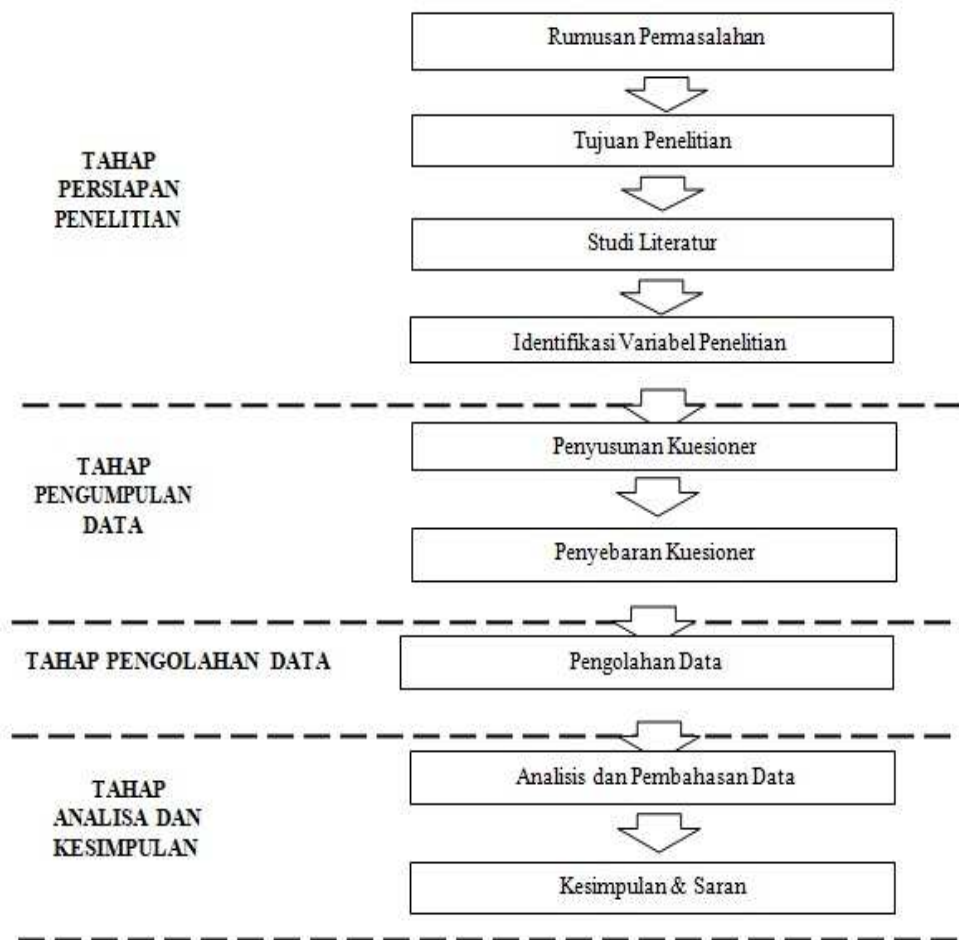 Rumusan Permasalahan
Tujuan Penelitian
TAHAP
PERSIAPAN
PENELITIAN
Studi Literatur
Identifikasi Variabel Penelitian
Penyusunan Kuesioner
TAHAP
PENGUMPULAN
DATA
Penyebaran Kuesioner
TAHAP PENGOLAHAN DATA
Pengolahan Data
Analisis dan Pembahasan Data
TAHAP
ANALISA DAN
KESIMPULAN
Kesimpulan & Saran